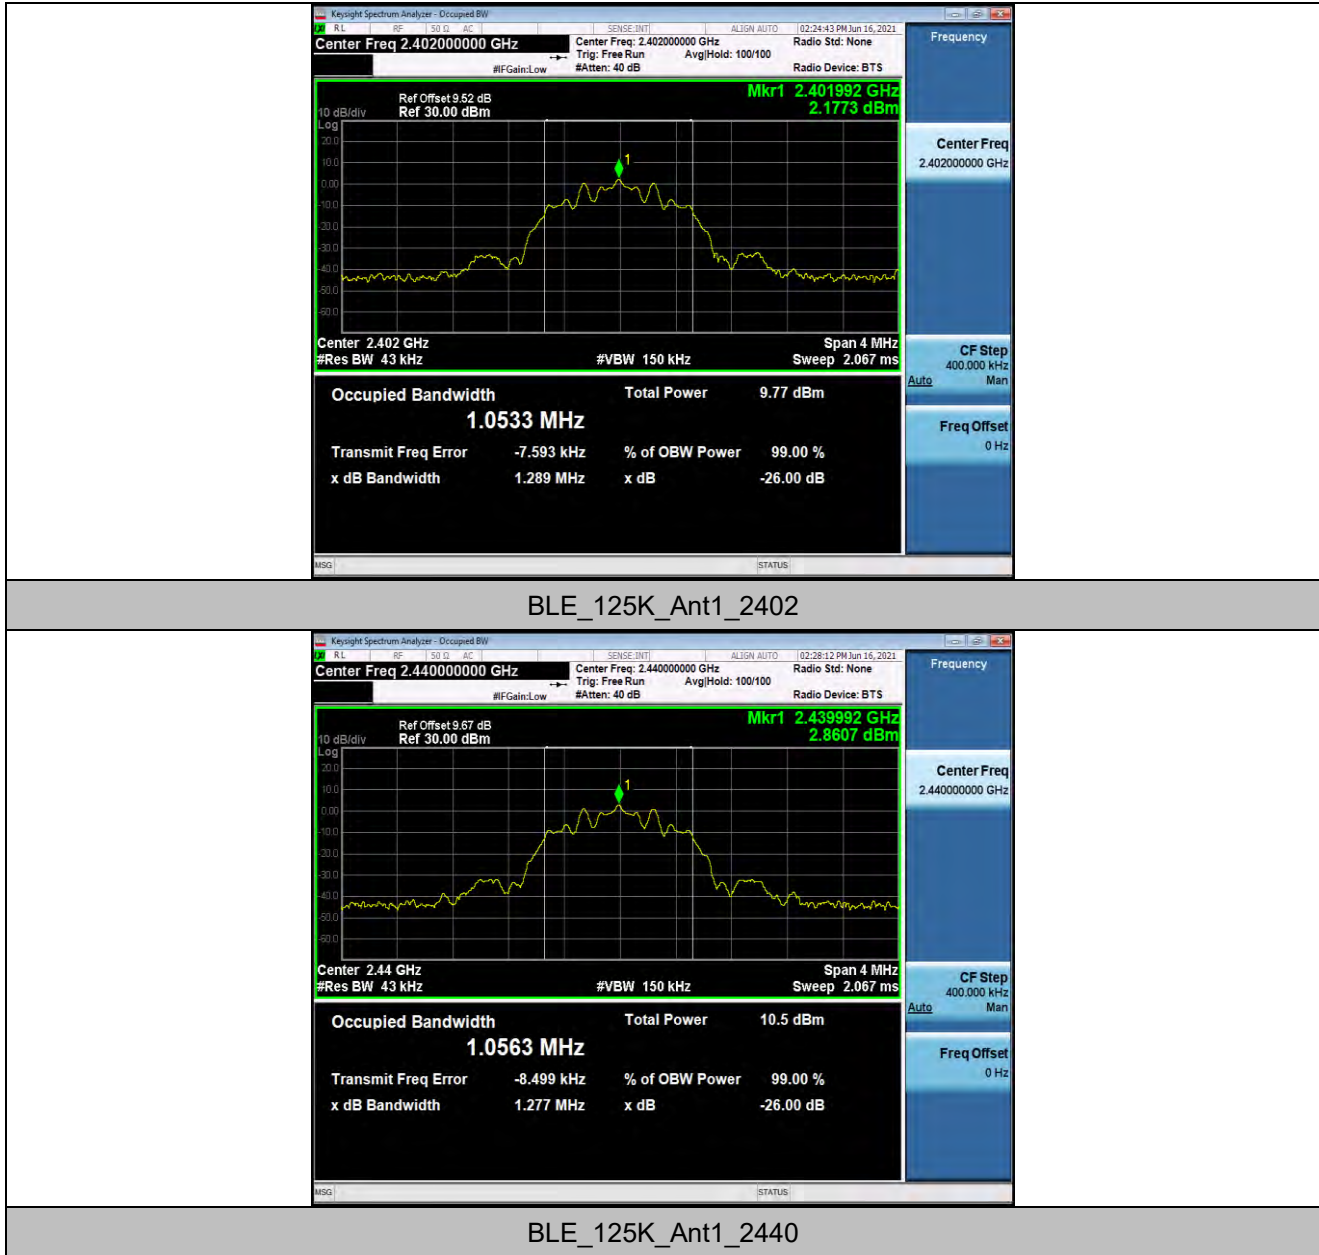 Keysight Spectrum Analyzer - Occupied BW
RL RF 50 Ω AC SENSE:INT ALIGN AUTO 02:24:43 PM Jun 16, 2021
Center Freq 2.402000000 GHz
Center Freq: 2.402000000 GHz Radio Std: None
Trig: Free Run Avg|Hold: 100/100
#IFGain:Low #Atten: 40 dB Radio Device: BTS
Frequency
Mkr1 2.401992 GHz
2.1773 dBm
Ref Offset 9.52 dB
10 dB/div Ref 30.00 dBm
Log
20.0
10.0
0.00
-10.0
-20.0
-30.0
-40.0
-50.0
-60.0
1
Center Freq
2.402000000 GHz
Center 2.402 GHz Span 4 MHz
#Res BW 43 kHz #VBW 150 kHz Sweep 2.067 ms
CF Step
400.000 kHz
Auto Man
Occupied Bandwidth Total Power 9.77 dBm
1.0533 MHz
Transmit Freq Error -7.593 kHz % of OBW Power 99.00 %
x dB Bandwidth 1.289 MHz x dB -26.00 dB
Freq Offset
0 Hz
MSG STATUS
BLE_125K_Ant1_2402
Keysight Spectrum Analyzer - Occupied BW
RL RF 50 Ω AC SENSE:INT ALIGN AUTO 02:28:12 PM Jun 16, 2021
Center Freq 2.440000000 GHz
Center Freq: 2.440000000 GHz Radio Std: None
Trig: Free Run Avg|Hold: 100/100
#IFGain:Low #Atten: 40 dB Radio Device: BTS
Frequency
Mkr1 2.439992 GHz
2.8607 dBm
Ref Offset 9.67 dB
10 dB/div Ref 30.00 dBm
Log
20.0
10.0
0.00
-10.0
-20.0
-30.0
-40.0
-50.0
-60.0
1
Center Freq
2.440000000 GHz
Center 2.44 GHz Span 4 MHz
#Res BW 43 kHz #VBW 150 kHz Sweep 2.067 ms
CF Step
400.000 kHz
Auto Man
Occupied Bandwidth Total Power 10.5 dBm
1.0563 MHz
Transmit Freq Error -8.499 kHz % of OBW Power 99.00 %
x dB Bandwidth 1.277 MHz x dB -26.00 dB
Freq Offset
0 Hz
MSG STATUS
BLE_125K_Ant1_2440